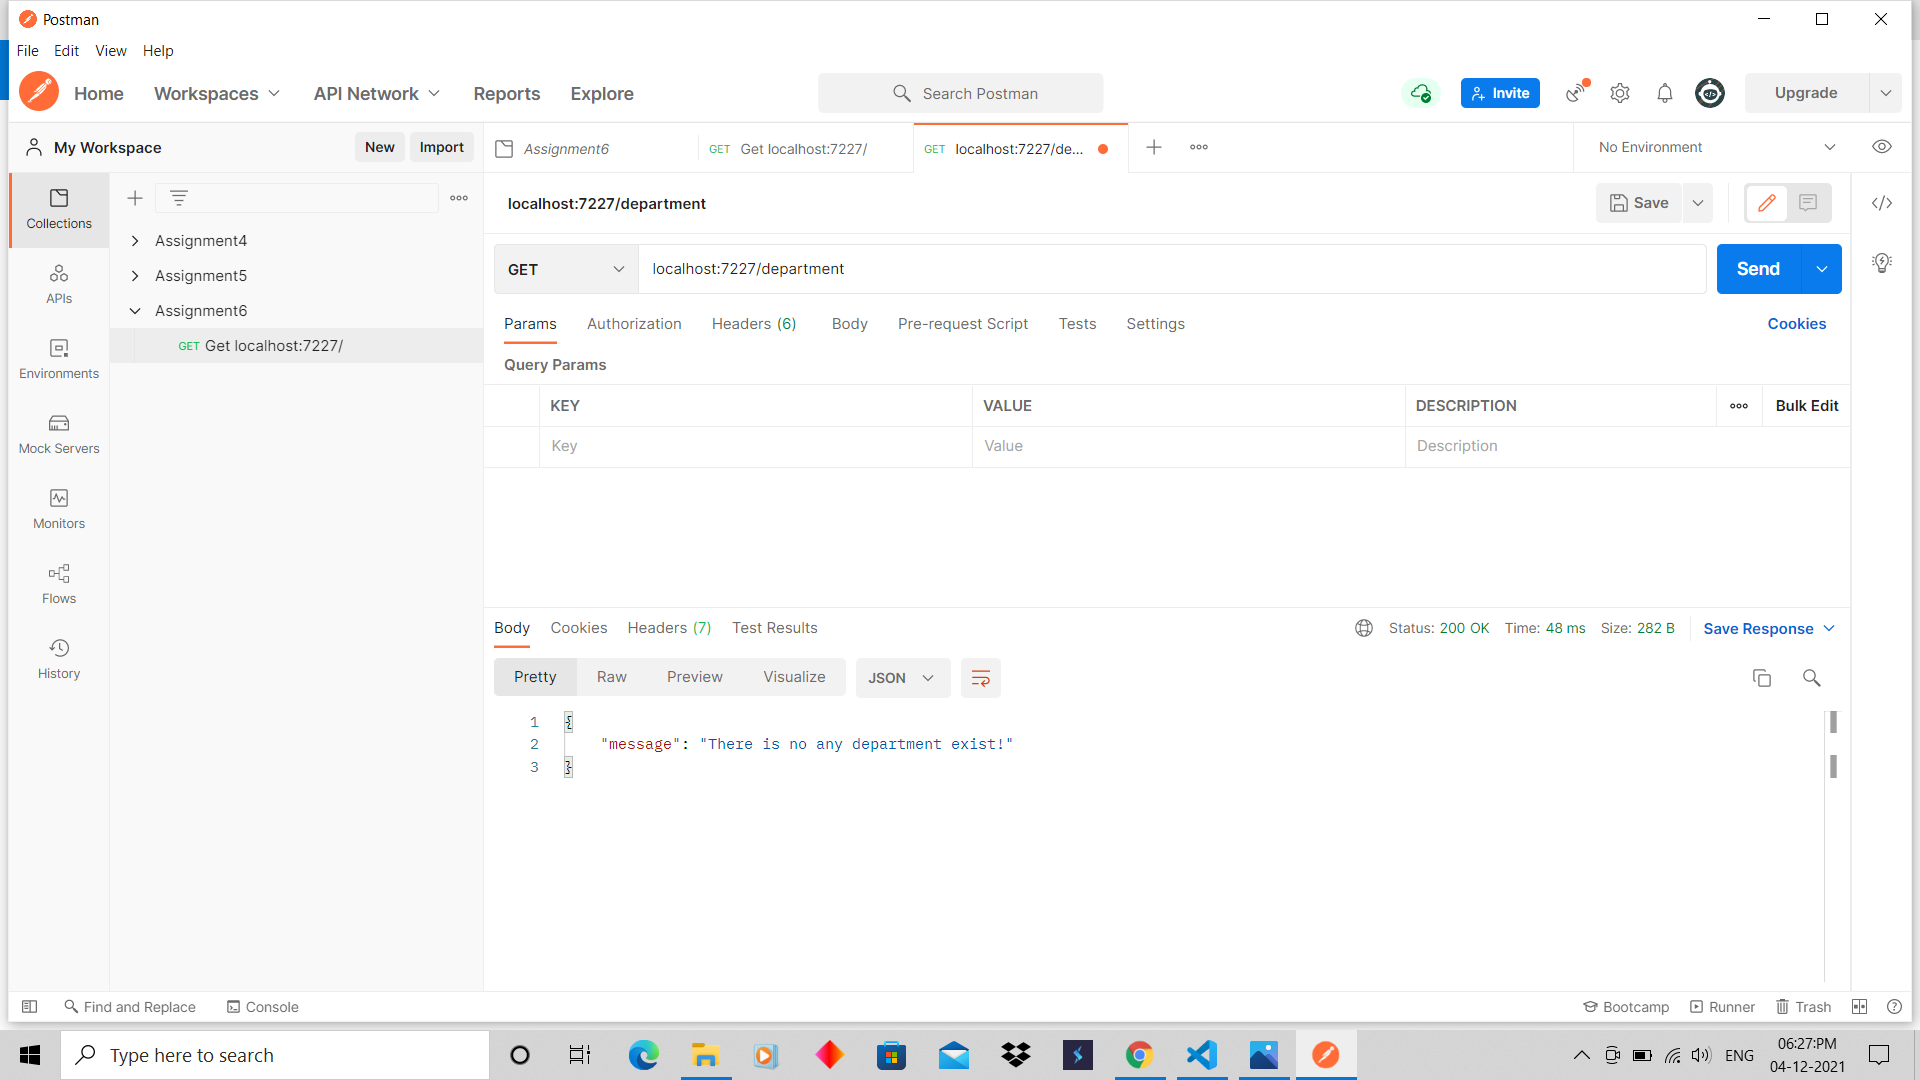 Postman
File Edit View Help
Home Workspaces API Network Reports Explore
Search Postman
Invite
Upgrade
My Workspace
New Import
Assignment6
GET Get localhost:7227/
GET localhost:7227/de...
No Environment
Collections
APIs
Environments
Mock Servers
Monitors
Flows
History
Assignment4
Assignment5
Assignment6
GET Get localhost:7227/
localhost:7227/department
Save
GET localhost:7227/department
Send
Params Authorization Headers (6) Body Pre-request Script Tests Settings
Cookies
Query Params
KEY VALUE DESCRIPTION
Bulk Edit
Key Value Description
Body Cookies Headers (7) Test Results
Status: 200 OK Time: 48 ms Size: 282 B
Save Response
Pretty Raw Preview Visualize JSON
1 {
2 "message": "There is no any department exist!"
3 }
Find and Replace Console
Bootcamp Runner Trash
Type here to search
ENG
06:27:PM
04-12-2021